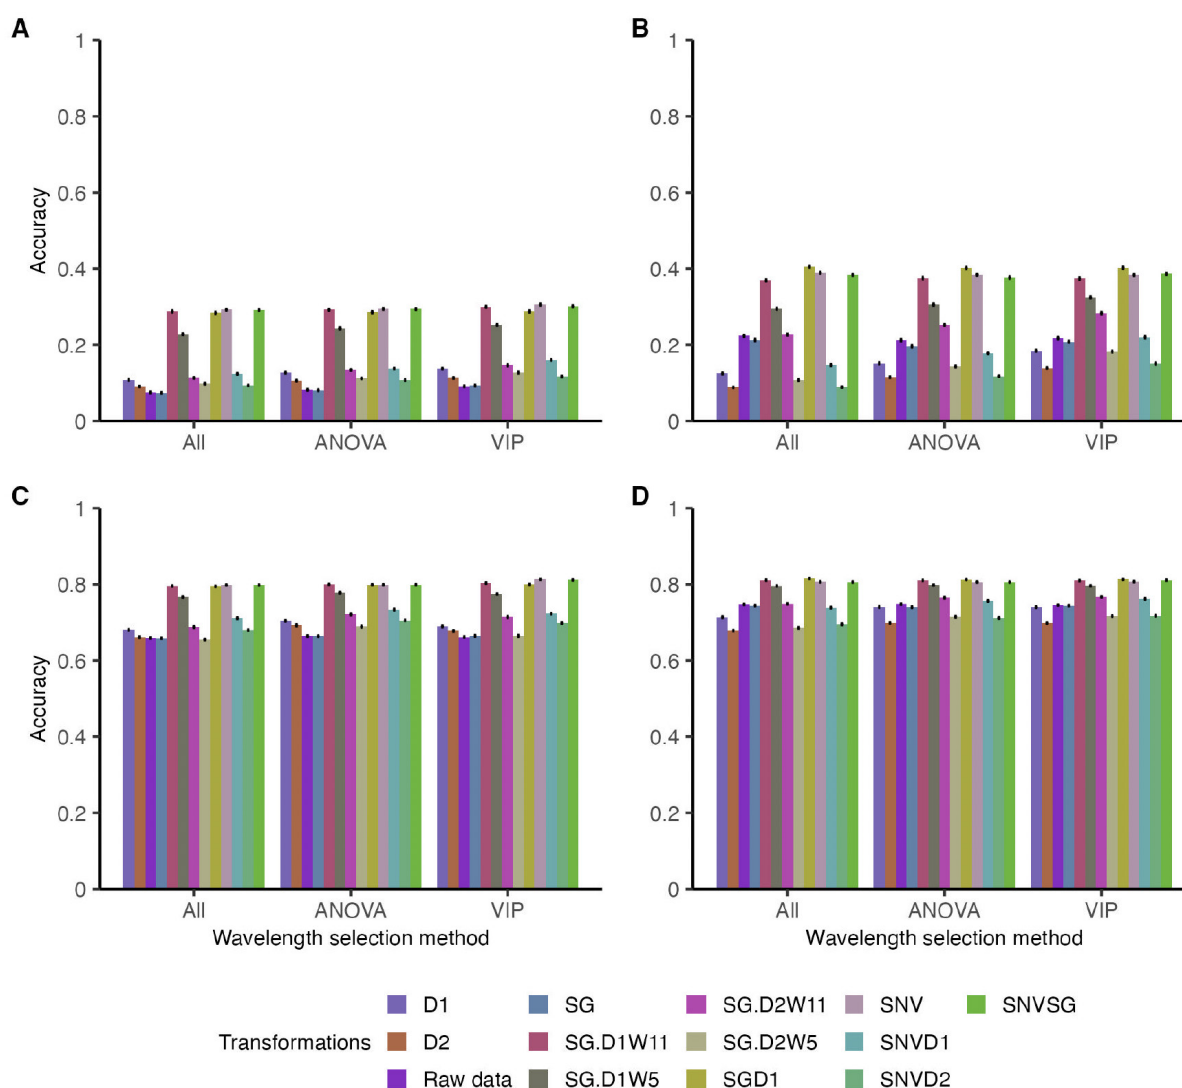 A
1
0.8
0.6
0.4
0.2
0
Accuracy
All ANOVA VIP
B
1
0.8
0.6
0.4
0.2
0
All ANOVA VIP
C
1
0.8
0.6
0.4
0.2
0
Accuracy
All ANOVA VIP
Wavelength selection method
D
1
0.8
0.6
0.4
0.2
0
All ANOVA VIP
Wavelength selection method
Transformations
D1 SG SG.D2W11 SNV SNVSG
D2 SG.D1W11 SG.D2W5 SNVD1
Raw data SG.D1W5 SGD1 SNVD2